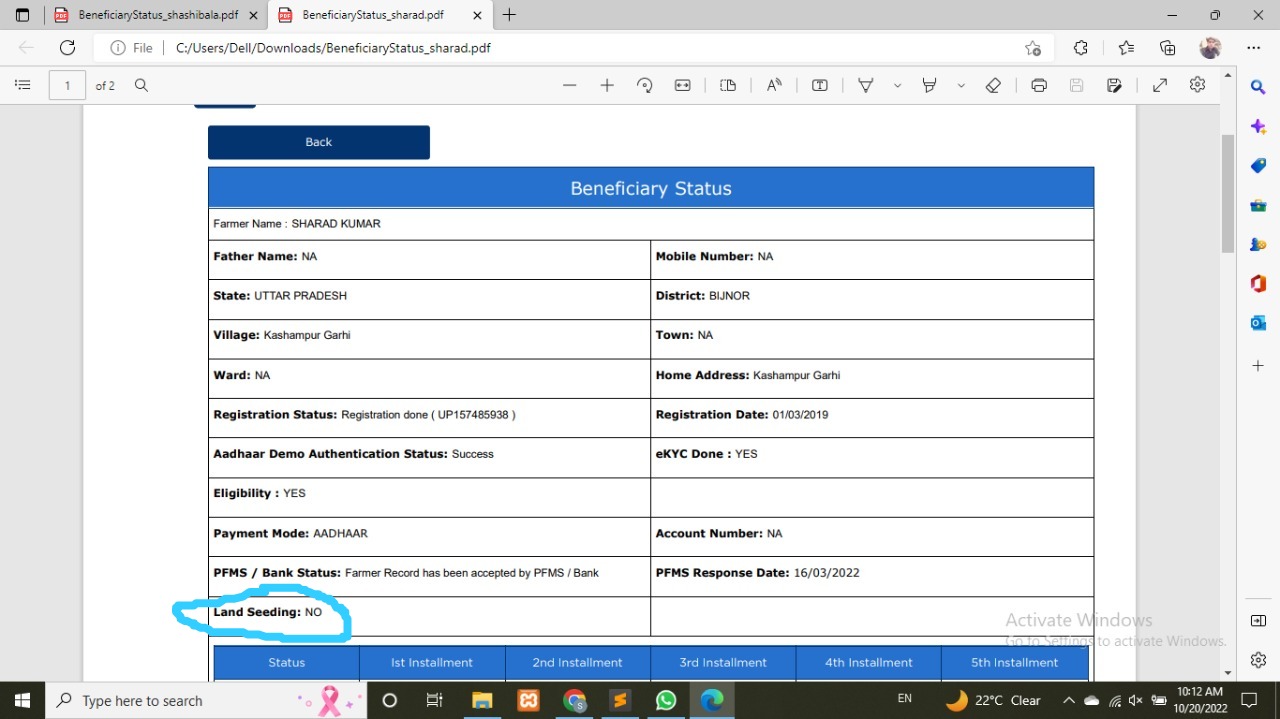 BeneficiaryStatus_shashibala.pdf
BeneficiaryStatus_sharad.pdf
File C:/Users/Dell/Downloads/BeneficiaryStatus_sharad.pdf
1 of 2
Back
Beneficiary Status
Farmer Name : SHARAD KUMAR
Father Name: NA
Mobile Number: NA
State: UTTAR PRADESH
District: BIJNOR
Village: Kashampur Garhi
Town: NA
Ward: NA
Home Address: Kashampur Garhi
Registration Status: Registration done ( UP157485938 )
Registration Date: 01/03/2019
Aadhaar Demo Authentication Status: Success
eKYC Done : YES
Eligibility : YES
Payment Mode: AADHAAR
Account Number: NA
PFMS / Bank Status: Farmer Record has been accepted by PFMS / Bank
PFMS Response Date: 16/03/2022
Land Seeding: NO
Activate Windows
Go to Settings to activate Windows.
Status Ist Installment 2nd Installment 3rd Installment 4th Installment 5th Installment
Type here to search
EN
22°C Clear
10:12 AM
10/20/2022